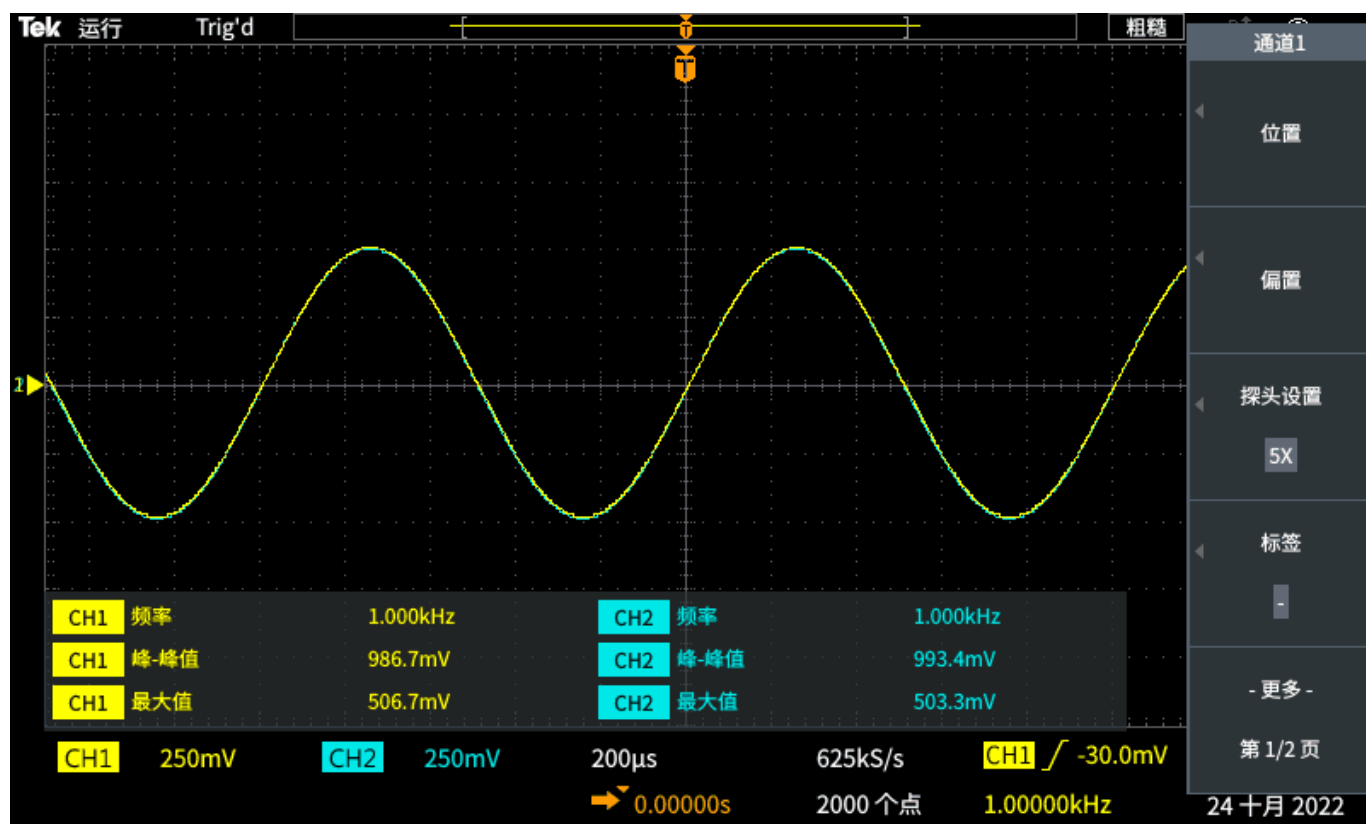 Tek 运行 Trig'd 粗糙
T
T
通道1
位置
偏置
探头设置
5X
标签
-
- 更多 -
第 1/2 页
CH1 频率 1.000kHz CH2 频率 1.000kHz
CH1 峰-峰值 986.7mV CH2 峰-峰值 993.4mV
CH1 最大值 506.7mV CH2 最大值 503.3mV
CH1 250mV CH2 250mV 200µs 625kS/s CH1 -30.0mV
0.00000s 2000 个点 1.00000kHz 24 十月 2022